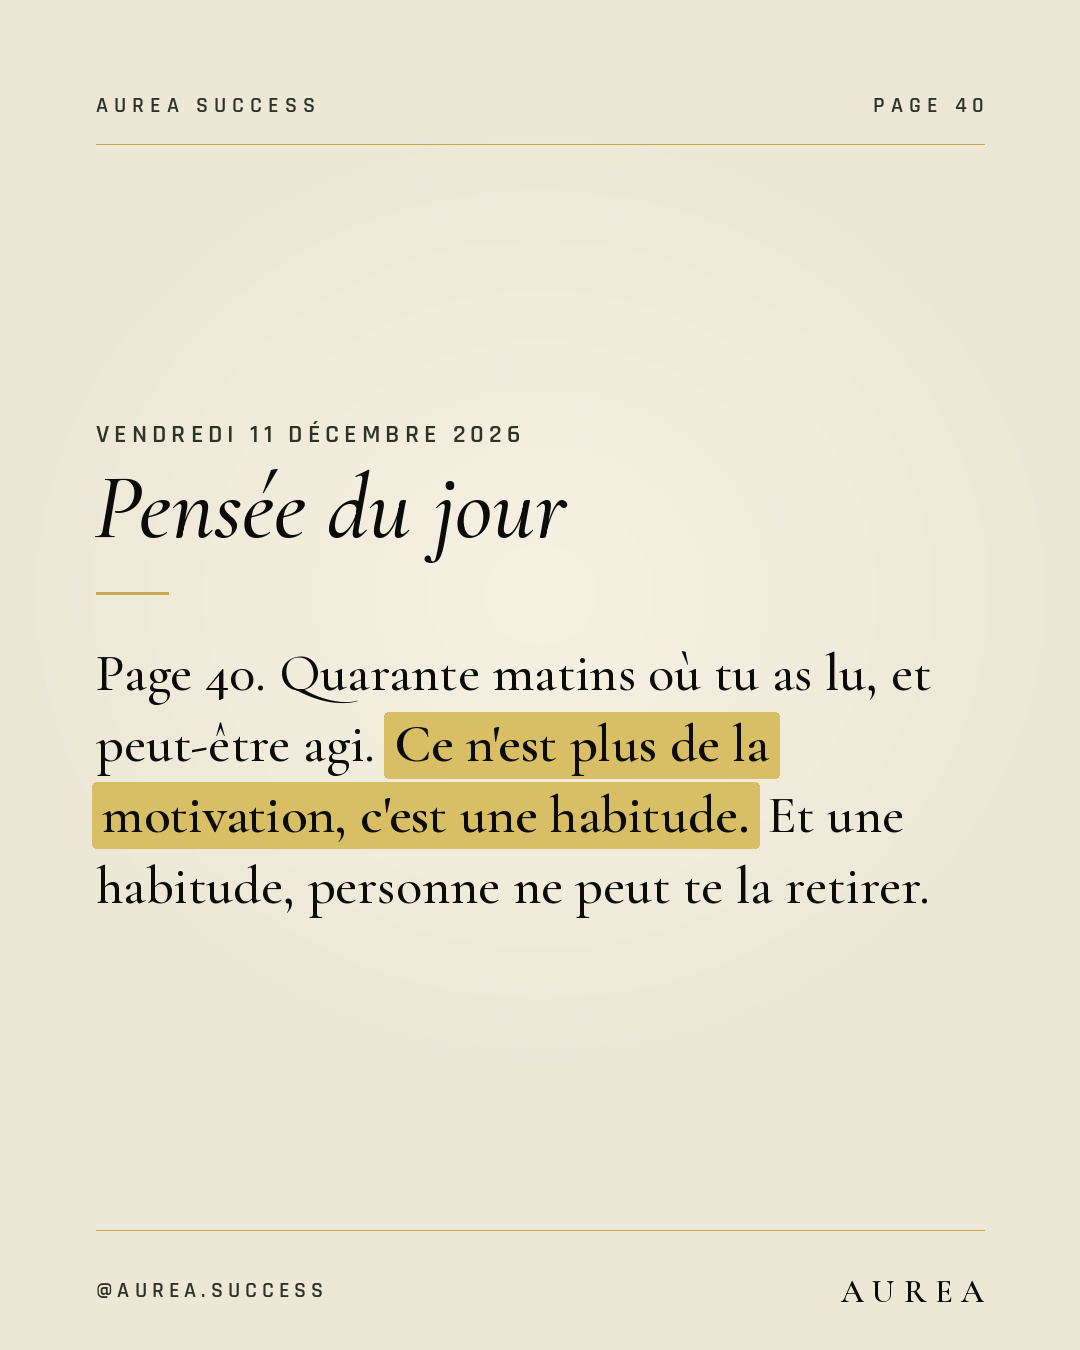 AUREA SUCCESS
PAGE 40
VENDREDI 11 DÉCEMBRE 2026
Pensée du jour
Page 40. Quarante matins où tu as lu, et
peut-être agi. Ce n'est plus de la
motivation, c'est une habitude. Et une
habitude, personne ne peut te la retirer.
@AUREA.SUCCESS
AUREA